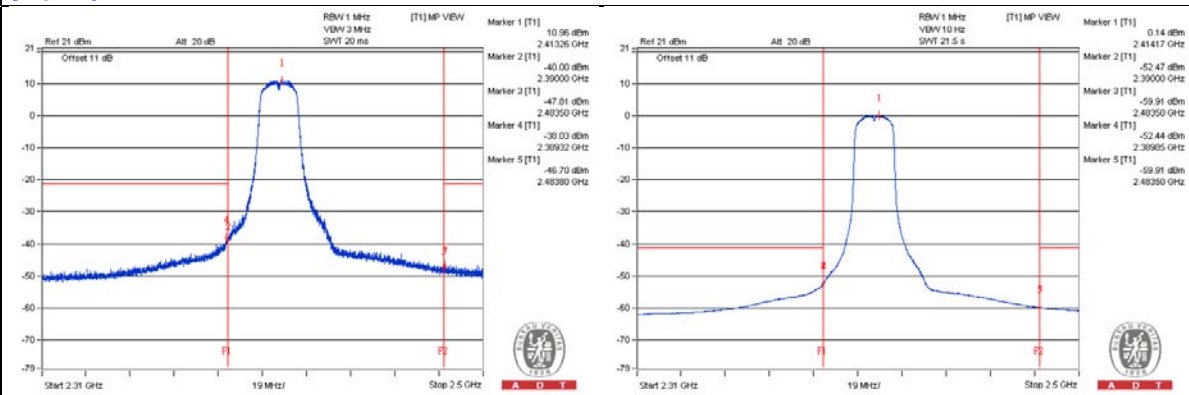 RBW 1 MHz
VBW 3 MHz
SWT 20 ms
[T1] MP VIEW
Ref 21 dBm
Att 20 dB
Offset 11 dB
Marker 1 [T1]
10.96 dBm
2.41326 GHz
Marker 2 [T1]
-40.00 dBm
2.39000 GHz
Marker 3 [T1]
-47.81 dBm
2.48350 GHz
Marker 4 [T1]
-38.03 dBm
2.38932 GHz
Marker 5 [T1]
-46.70 dBm
2.48380 GHz
21
10
0
-10
-20
-30
-40
-50
-60
-70
-79
1
4
F1
F2
Start 2.31 GHz
19 MHz/
Stop 2.5 GHz
BUREAU VERITAS
1828
A D T
RBW 1 MHz
VBW 10 Hz
SWT 21.5 s
[T1] MP VIEW
Ref 21 dBm
Att 20 dB
Offset 11 dB
Marker 1 [T1]
0.14 dBm
2.41417 GHz
Marker 2 [T1]
-52.47 dBm
2.39000 GHz
Marker 3 [T1]
-59.91 dBm
2.48350 GHz
Marker 4 [T1]
-52.44 dBm
2.38985 GHz
Marker 5 [T1]
-59.91 dBm
2.48350 GHz
21
10
0
-10
-20
-30
-40
-50
-60
-70
-79
1
F1
F2
Start 2.31 GHz
19 MHz/
Stop 2.5 GHz
BUREAU VERITAS
1828
A D T